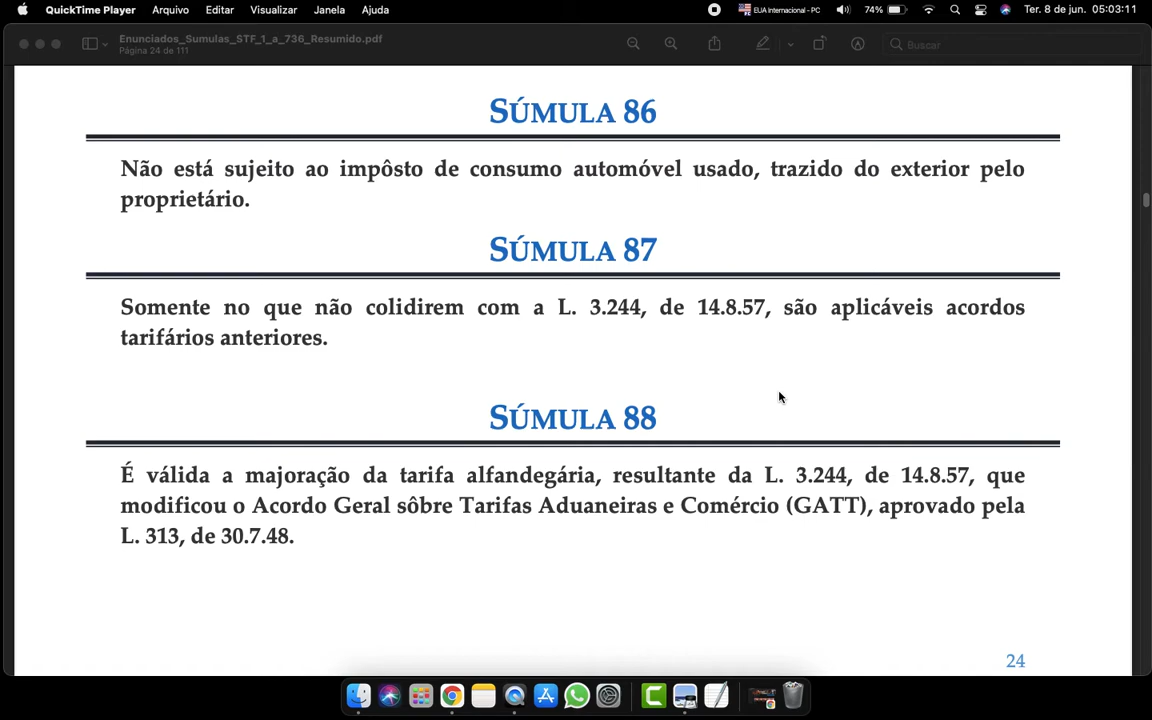 QuickTime Player Arquivo Editar Visualizar Janela Ajuda EUA Internacional - PC 74% Ter. 8 de jun. 05:03:11
Enunciados_Sumulas_STF_1_a_736_Resumido.pdf
Página 24 de 111
Buscar
SÚMULA 86
Não está sujeito ao impôsto de consumo automóvel usado, trazido do exterior pelo
proprietário.
SÚMULA 87
Somente no que não colidirem com a L. 3.244, de 14.8.57, são aplicáveis acordos
tarifários anteriores.
SÚMULA 88
É válida a majoração da tarifa alfandegária, resultante da L. 3.244, de 14.8.57, que
modificou o Acordo Geral sôbre Tarifas Aduaneiras e Comércio (GATT), aprovado pela
L. 313, de 30.7.48.
24